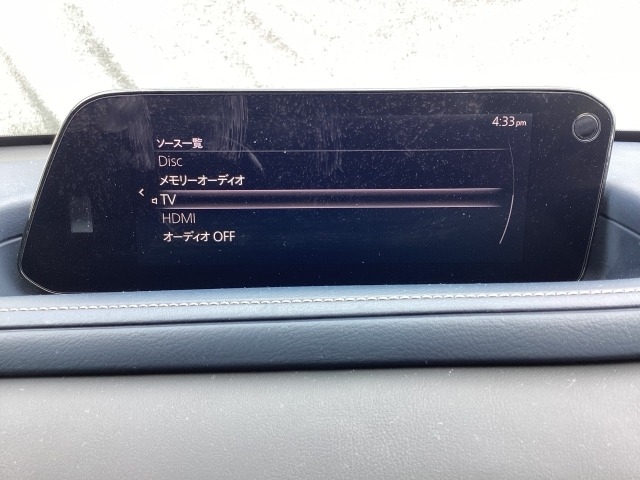 4:33pm
ソース一覧
Disc
メモリーオーディオ
TV
HDMI
オーディオ OFF